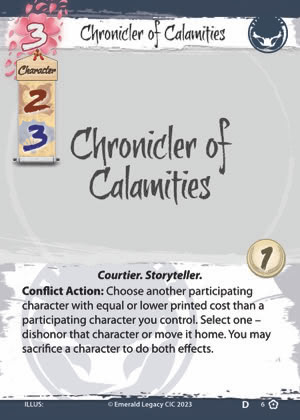 3
Chronicler of Calamities
Character
2
3
Chronicler of
Calamities
1
Courtier. Storyteller.
Conflict Action: Choose another participating
character with equal or lower printed cost than a
participating character you control. Select one –
dishonor that character or move it home. You may
sacrifice a character to do both effects.
ILLUS: © Emerald Legacy CIC 2023 D 6